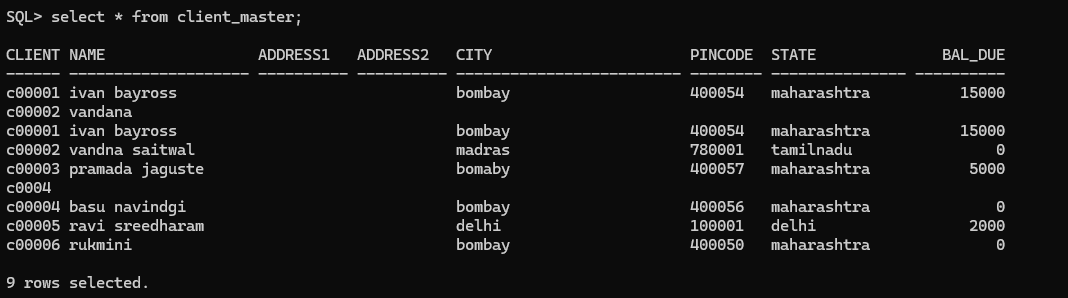 SQL> select * from client_master;
CLIENT NAME                 ADDRESS1   ADDRESS2   CITY                      PINCODE  STATE              BAL_DUE
------ -------------------- ---------- ---------- ------------------------- -------- --------------- ----------
c00001 ivan bayross                               bombay                    400054   maharashtra          15000
c00002 vandana
c00001 ivan bayross                               bombay                    400054   maharashtra          15000
c00002 vandna saitwal                             madras                    780001   tamilnadu                0
c00003 pramada jaguste                            bomaby                    400057   maharashtra           5000
c0004
c00004 basu navindgi                              bombay                    400056   maharashtra              0
c00005 ravi sreedharam                            delhi                     100001   delhi                 2000
c00006 rukmini                                    bombay                    400050   maharashtra              0
9 rows selected.